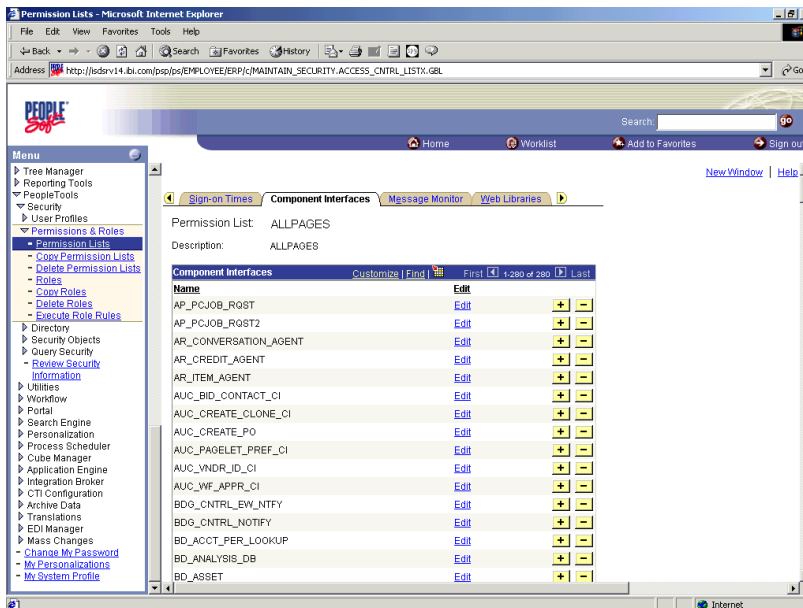 Permission Lists - Microsoft Internet Explorer
File Edit View Favorites Tools Help
Back Search Favorites History
Address http://isdsrv14.ibi.com/psp/ps/EMPLOYEE/ERP/c/MAINTAIN_SECURITY.ACCESS_CNTRL_LISTX.GBL Go
PEOPLE Soft
Search: go
Home Worklist Add to Favorites Sign out
Menu
Tree Manager
Reporting Tools
PeopleTools
Security
User Profiles
Permissions & Roles
- Permission Lists
- Copy Permission Lists
- Delete Permission Lists
- Roles
- Copy Roles
- Delete Roles
- Execute Role Rules
Directory
Security Objects
Query Security
- Review Security
Information
Utilities
Workflow
Portal
Search Engine
Personalization
Process Scheduler
Cube Manager
Application Engine
Integration Broker
CTI Configuration
Archive Data
Translations
EDI Manager
Mass Changes
- Change My Password
- My Personalizations
- My System Profile
New Window | Help
Sign-on Times Component Interfaces Message Monitor Web Libraries
Permission List: ALLPAGES
Description: ALLPAGES
Component Interfaces Customize | Find | First 1-280 of 280 Last
Name Edit
AP_PCJOB_RQST Edit + -
AP_PCJOB_RQST2 Edit + -
AR_CONVERSATION_AGENT Edit + -
AR_CREDIT_AGENT Edit + -
AR_ITEM_AGENT Edit + -
AUC_BID_CONTACT_CI Edit + -
AUC_CREATE_CLONE_CI Edit + -
AUC_CREATE_PO Edit + -
AUC_PAGELET_PREF_CI Edit + -
AUC_VNDR_ID_CI Edit + -
AUC_WF_APPR_CI Edit + -
BDG_CNTRL_EW_NTFY Edit + -
BDG_CNTRL_NOTIFY Edit + -
BD_ACCT_PER_LOOKUP Edit + -
BD_ANALYSIS_DB Edit + -
BD_ASSET Edit + -
Internet